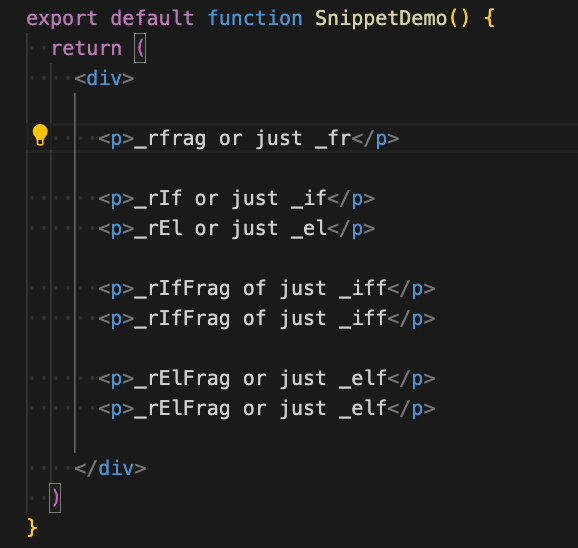 export default function SnippetDemo() {
return (
<div>
<p>_rfrag or just _fr</p>
<p>_rIf or just _if</p>
<p>_rEl or just _el</p>
<p>_rIfFrag of just _iff</p>
<p>_rIfFrag of just _iff</p>
<p>_rElFrag or just _elf</p>
<p>_rElFrag or just _elf</p>
</div>
)
}